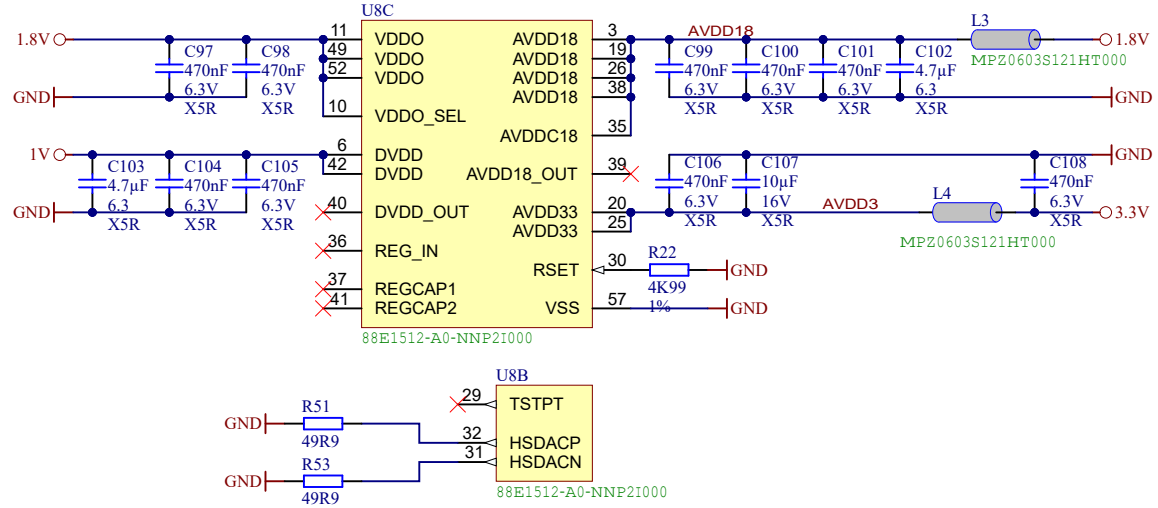 U8C
1.8V
GND
C97
470nF
6.3V
X5R
C98
470nF
6.3V
X5R
11 VDDO
49 VDDO
52 VDDO
10 VDDO_SEL
1V
GND
C103
4.7µF
6.3
X5R
C104
470nF
6.3V
X5R
C105
470nF
6.3V
X5R
6 DVDD
42 DVDD
40 DVDD_OUT
36 REG_IN
37 REGCAP1
41 REGCAP2
AVDD18 3
AVDD18 19
AVDD18 26
AVDD18 38
AVDDC18 35
AVDD18_OUT 39
AVDD33 20
AVDD33 25
RSET 30
VSS 57
88E1512-A0-NNP2I000
AVDD18
C99
470nF
6.3V
X5R
C100
470nF
6.3V
X5R
C101
470nF
6.3V
X5R
C102
4.7µF
6.3
X5R
L3
MPZ0603S121HT000
1.8V
GND
C106
470nF
6.3V
X5R
C107
10µF
16V
X5R
AVDD3
L4
MPZ0603S121HT000
C108
470nF
6.3V
X5R
GND
3.3V
R22
4K99
1%
GND
GND
U8B
29 TSTPT
32 HSDACP
31 HSDACN
88E1512-A0-NNP2I000
GND
R51
49R9
GND
R53
49R9